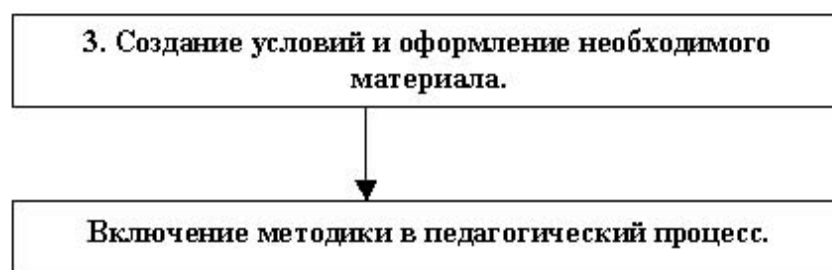 3. Создание условий и оформление необходимого
материала.
Включение методики в педагогический процесс.